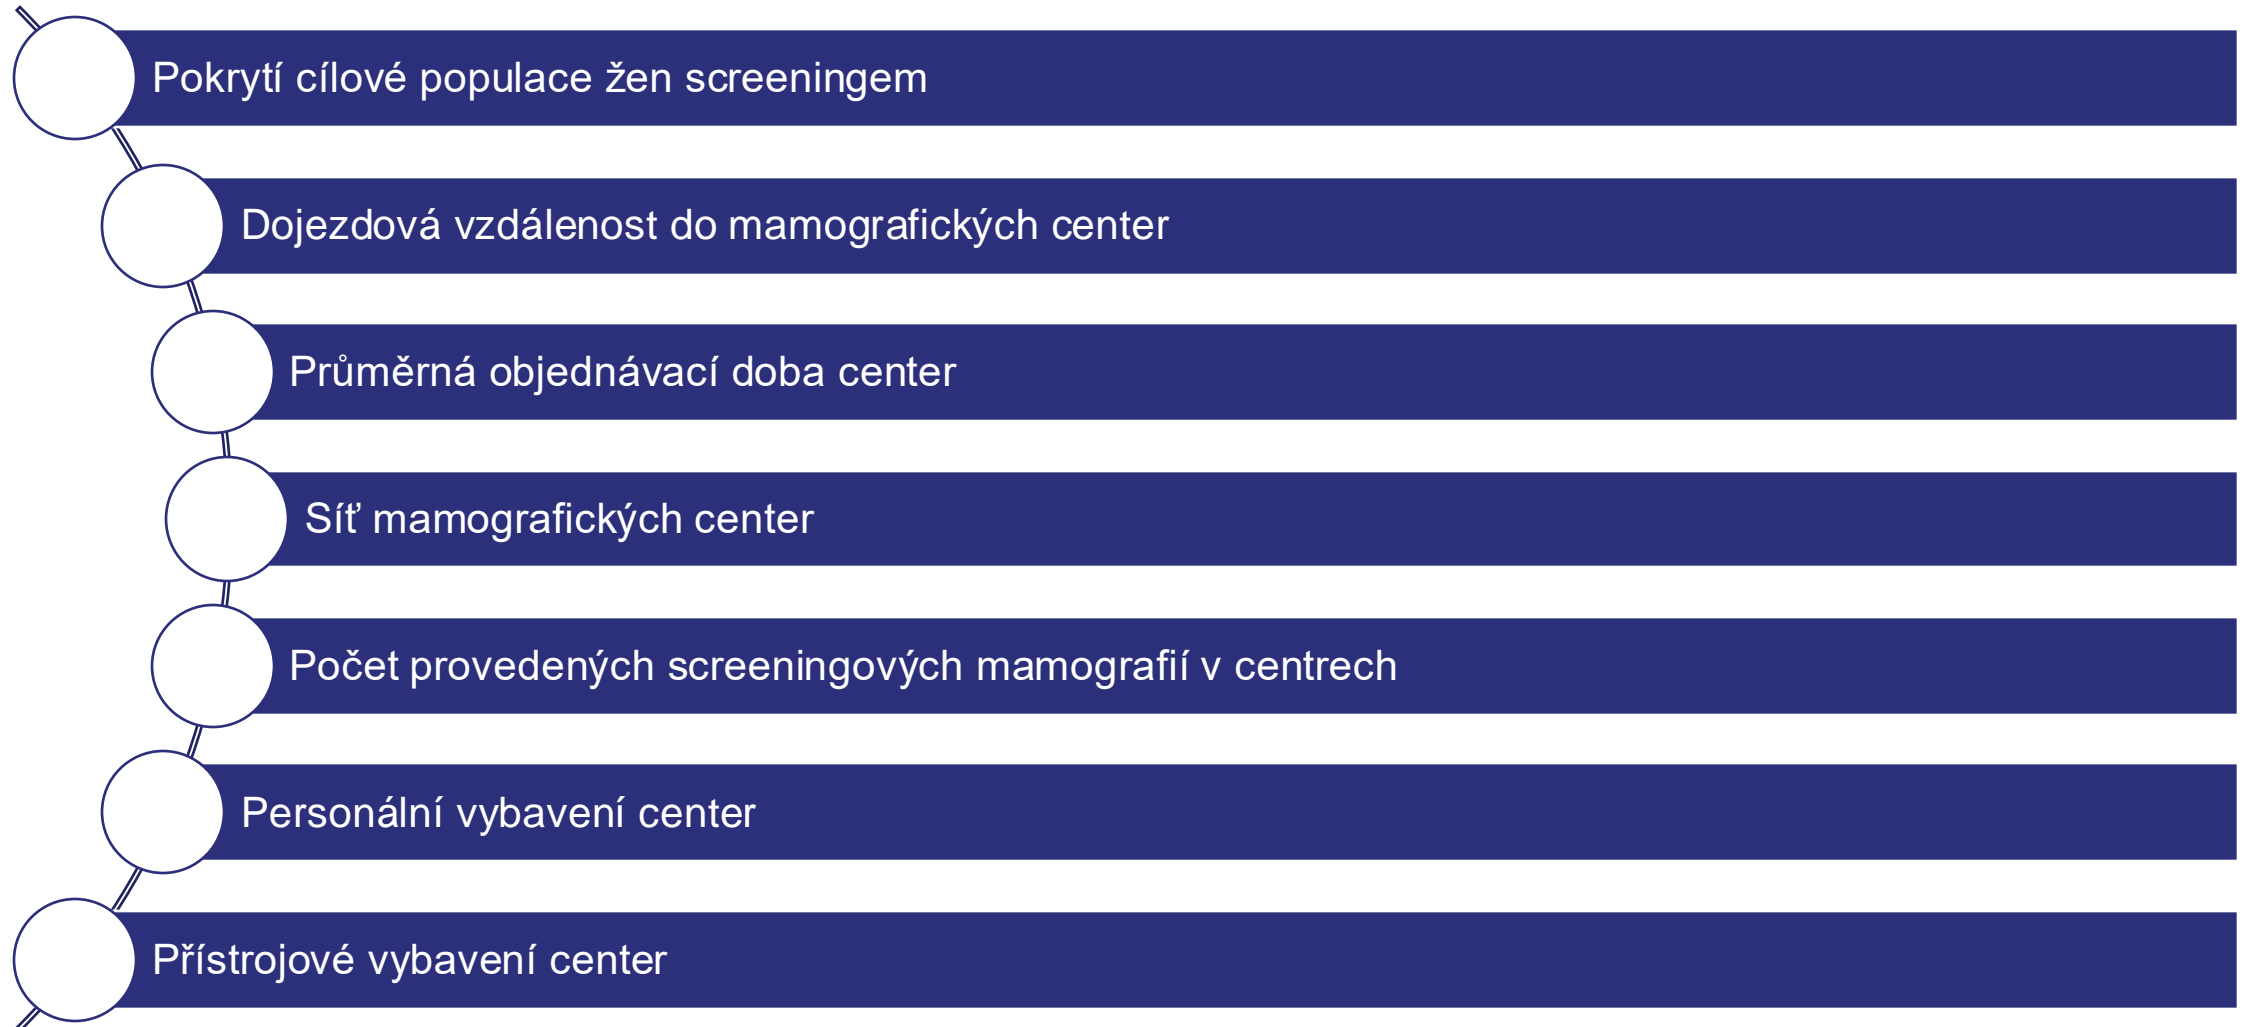 Pokrytí cílové populace žen screeningem
Dojezdová vzdálenost do mamografických center
Průměrná objednávací doba center
Síť mamografických center
Počet provedených screeningových mamografií v centrech
Personální vybavení center
Přístrojové vybavení center